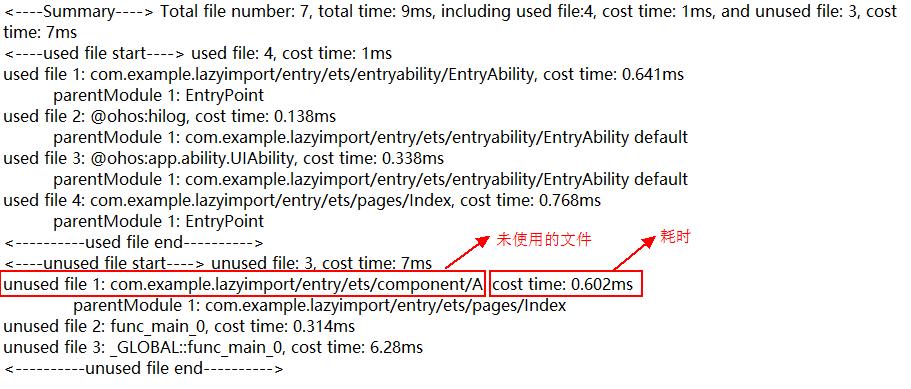 <----Summary----> Total file number: 7, total time: 9ms, including used file:4, cost time: 1ms, and unused file: 3, cost
time: 7ms
<----used file start----> used file: 4, cost time: 1ms
used file 1: com.example.lazyimport/entry/ets/entryability/EntryAbility, cost time: 0.641ms
parentModule 1: EntryPoint
used file 2: @ohos:hilog, cost time: 0.138ms
parentModule 1: com.example.lazyimport/entry/ets/entryability/EntryAbility default
used file 3: @ohos:app.ability.UIAbility, cost time: 0.338ms
parentModule 1: com.example.lazyimport/entry/ets/entryability/EntryAbility default
used file 4: com.example.lazyimport/entry/ets/pages/Index, cost time: 0.768ms
parentModule 1: EntryPoint
<----------used file end---------->
未使用的文件
耗时
<----unused file start----> unused file: 3, cost time: 7ms
unused file 1: com.example.lazyimport/entry/ets/component/A cost time: 0.602ms
parentModule 1: com.example.lazyimport/entry/ets/pages/Index
unused file 2: func_main_0, cost time: 0.314ms
unused file 3: _GLOBAL::func_main_0, cost time: 6.28ms
<----------unused file end---------->